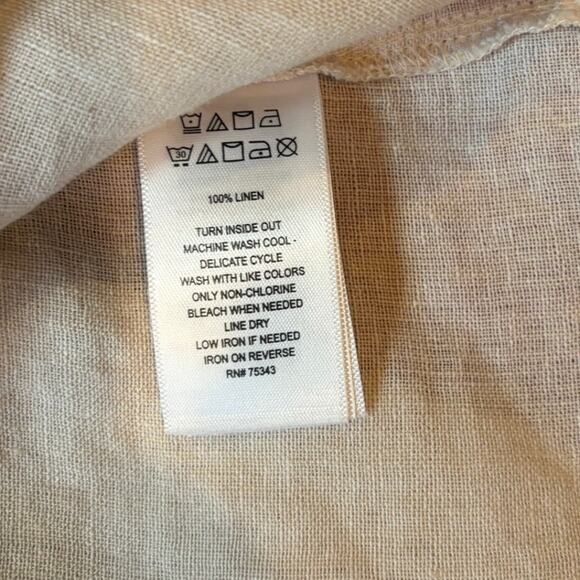 30
100% LINEN
TURN INSIDE OUT
MACHINE WASH COOL -
DELICATE CYCLE
WASH WITH LIKE COLORS
ONLY NON-CHLORINE
BLEACH WHEN NEEDED
LINE DRY
LOW IRON IF NEEDED
IRON ON REVERSE
RN# 75343